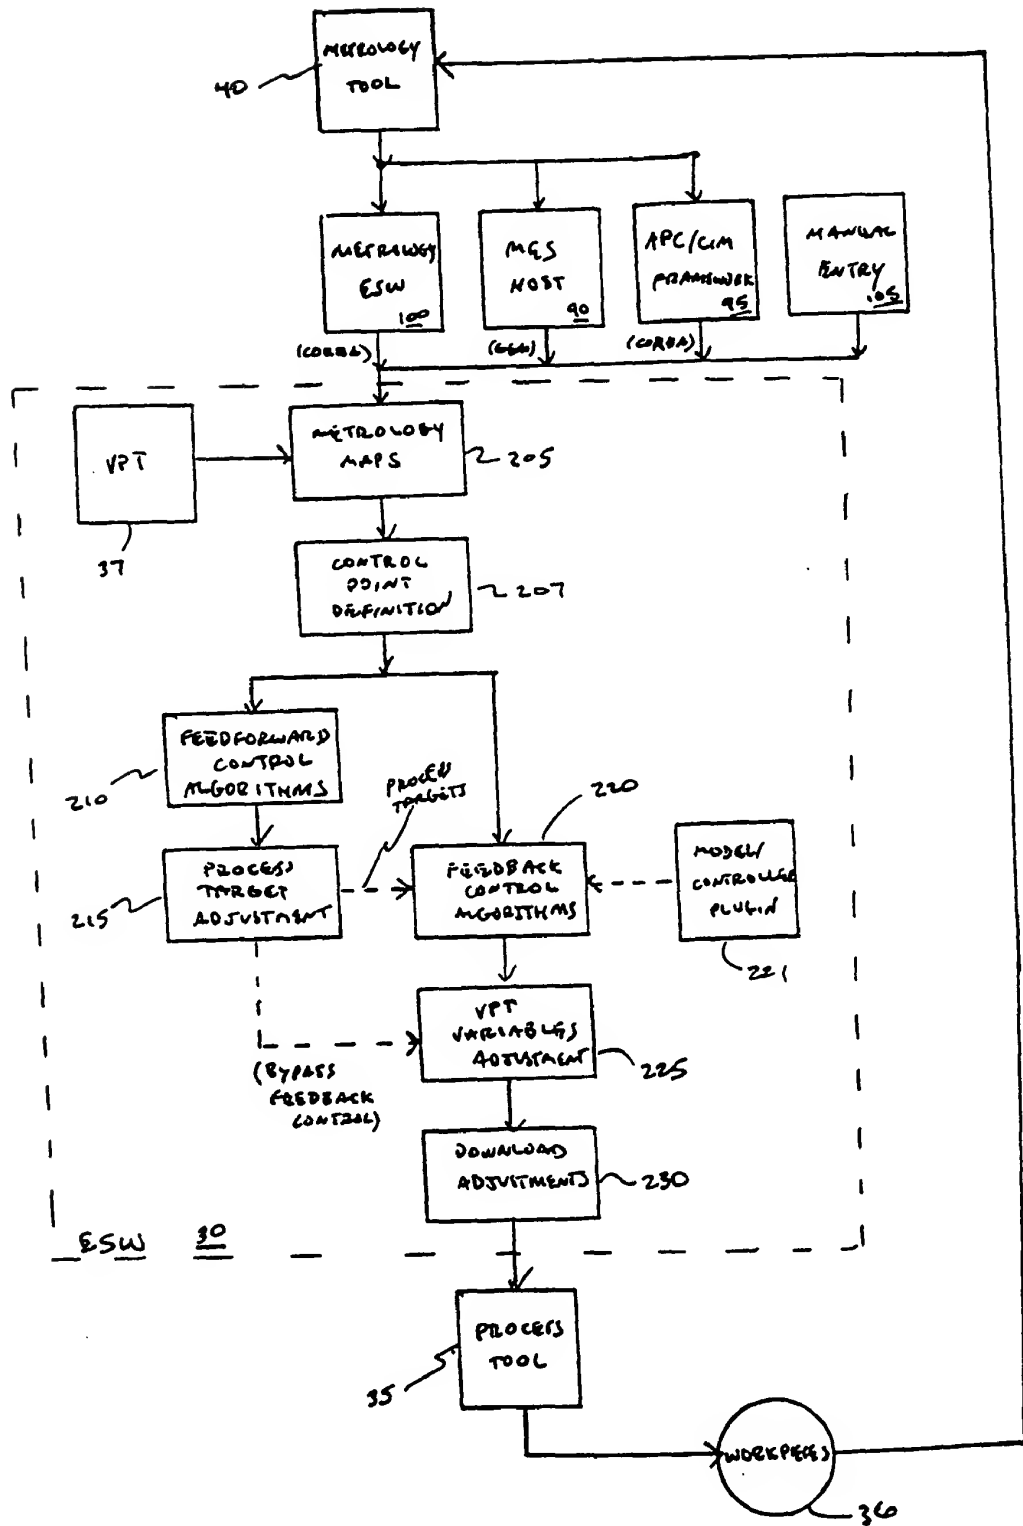 METROLOGY
TOOL
40
METROLOGY
ESW
100
MES
HOST
90
APC/CIM
FRAMEWORK
95
MANUAL
ENTRY
105
(CORBA)
(CORBA)
VPT
37
METROLOGY
MAPS
205
CONTROL
POINT
DEFINITION
207
FEEDFORWARD
CONTROL
ALGORITHMS
210
PROCESS
TARGETS
220
PROCESS
TARGET
ADJUSTMENT
215
FEEDBACK
CONTROL
ALGORITHMS
MODEL/
CONTROLLER
PLUGIN
221
VPT
VARIABLES
ADJUSTMENT
225
(BYPASS
FEEDBACK
CONTROL)
DOWNLOAD
ADJUSTMENTS
230
ESW 30
PROCESS
TOOL
35
WORKPIECES
36